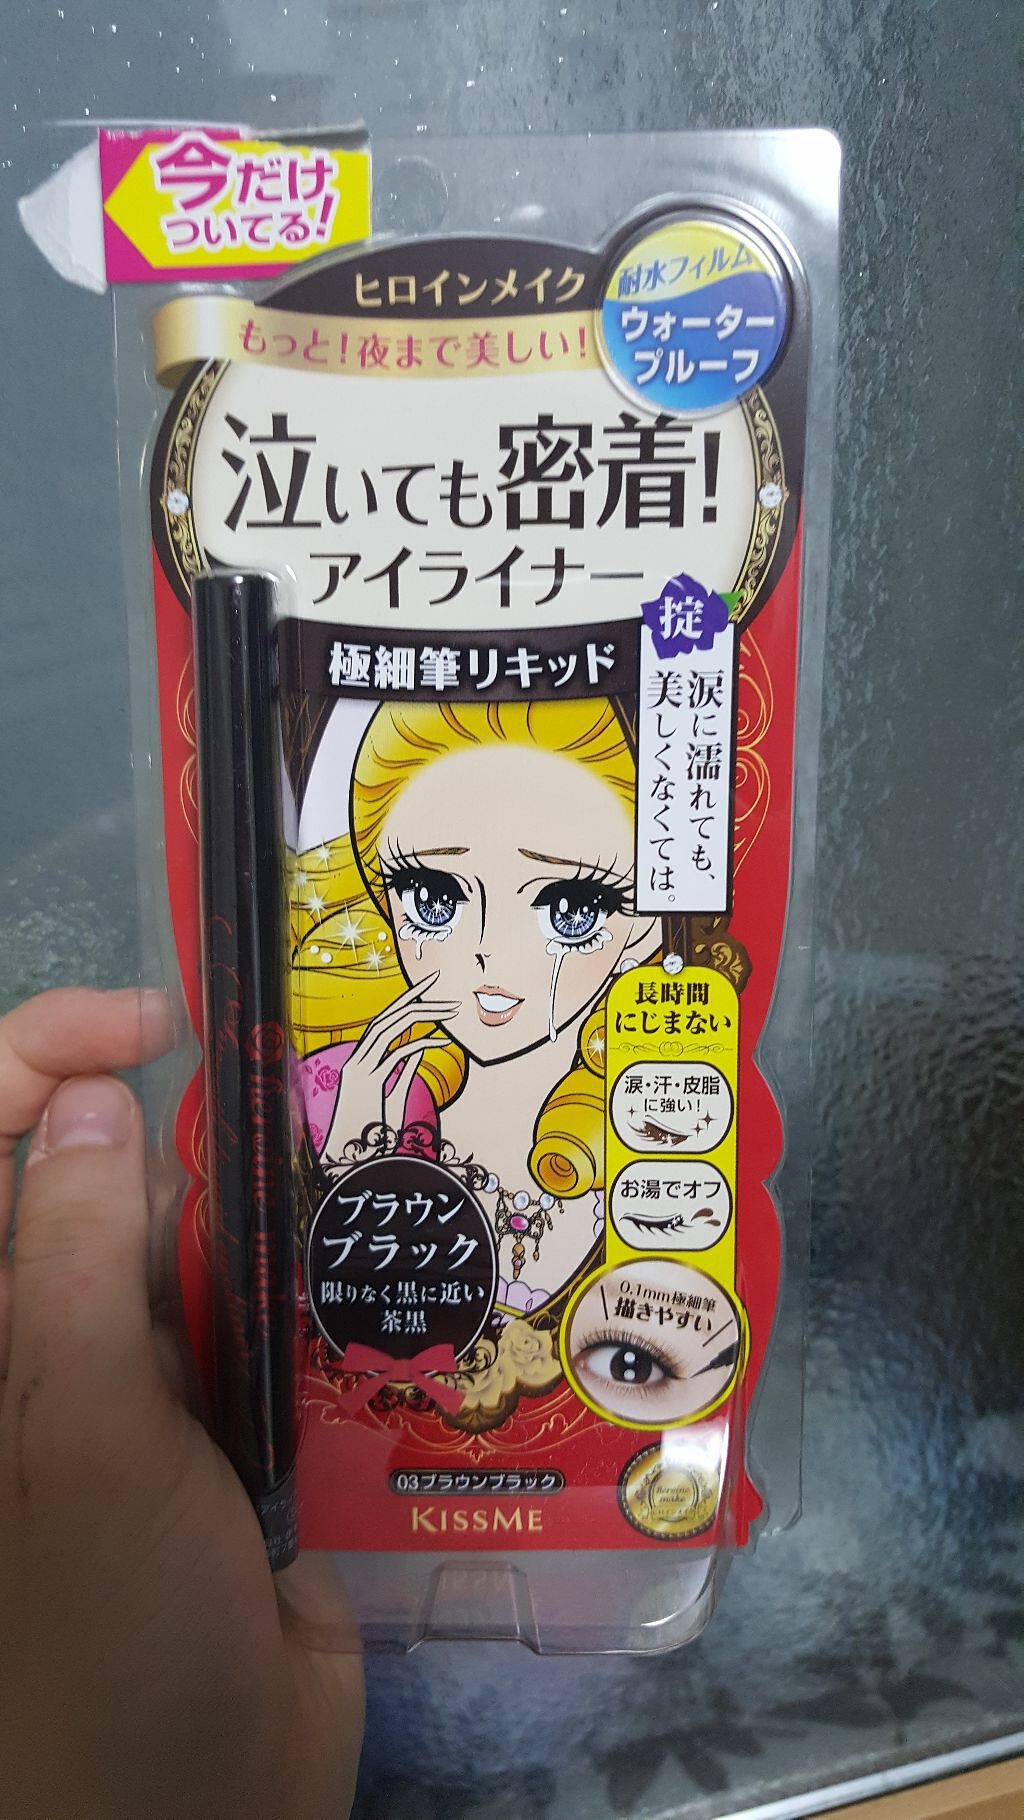 今だけ
ついてる!
ヒロインメイク
もっと!夜まで美しい!
耐水フィルム
ウォーター
プルーフ
泣いても密着!
アイライナー
極細筆リキッド
掟
涙に濡れても、
美しくなくては。
長時間
にじまない
涙・汗・皮脂
に強い!
お湯でオフ
0.1mm極細筆
描きやすい
ブラウン
ブラック
限りなく黒に近い
茶黒
heroine make
03ブラウンブラック
KISSME
heroine
make